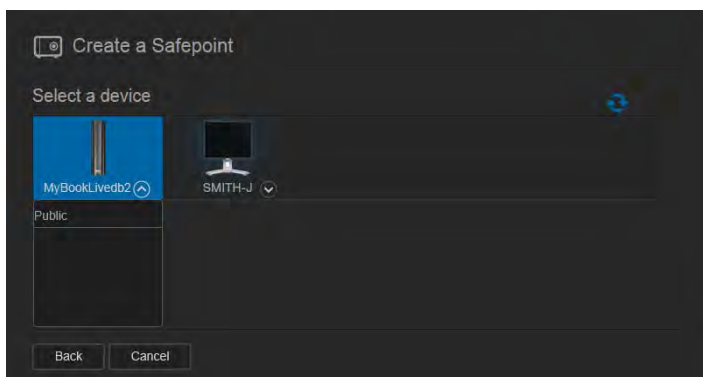 Create a Safepoint
Select a device
MyBookLivedb2 SMITH-J
Public
Back Cancel